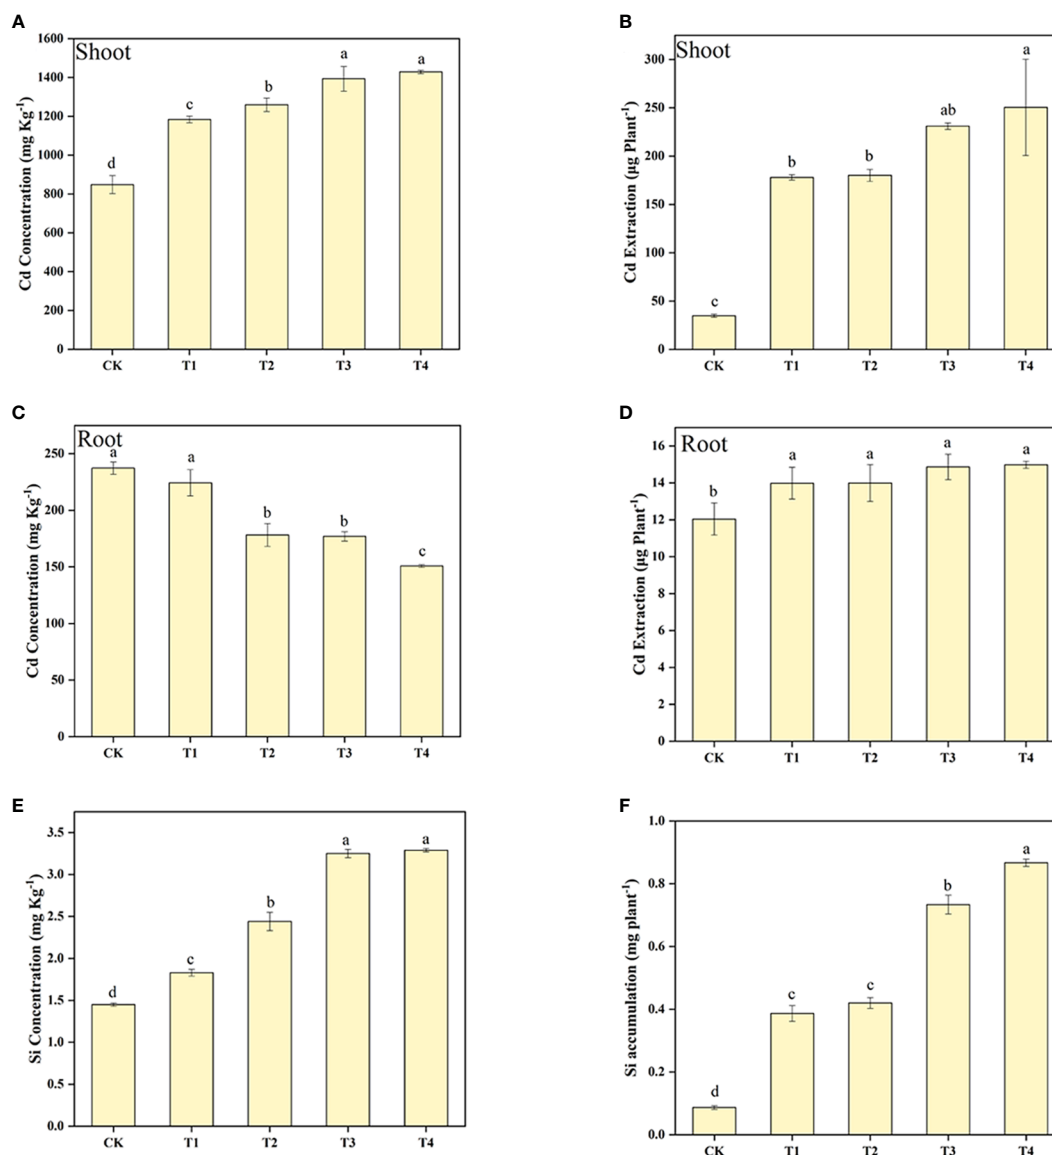 A
Shoot
Cd Concentration (mg Kg-1)
1600
1400
1200
1000
800
600
400
200
0
d
c
b
a
a
CK T1 T2 T3 T4
B
Shoot
Cd Extraction (µg Plant-1)
300
250
200
150
100
50
0
c
b
b
ab
a
CK T1 T2 T3 T4
C
Root
Cd Concentration (mg Kg-1)
250
200
150
100
50
0
a
a
b
b
c
CK T1 T2 T3 T4
D
Root
Cd Extraction (µg Plant-1)
16
14
12
10
8
6
4
2
0
b
a
a
a
a
CK T1 T2 T3 T4
E
Si Concentration (mg Kg-1)
3.5
3.0
2.5
2.0
1.5
1.0
0.5
0.0
d
c
b
a
a
CK T1 T2 T3 T4
F
Si accumulation (mg plant-1)
1.0
0.8
0.6
0.4
0.2
0.0
d
c
c
b
a
CK T1 T2 T3 T4